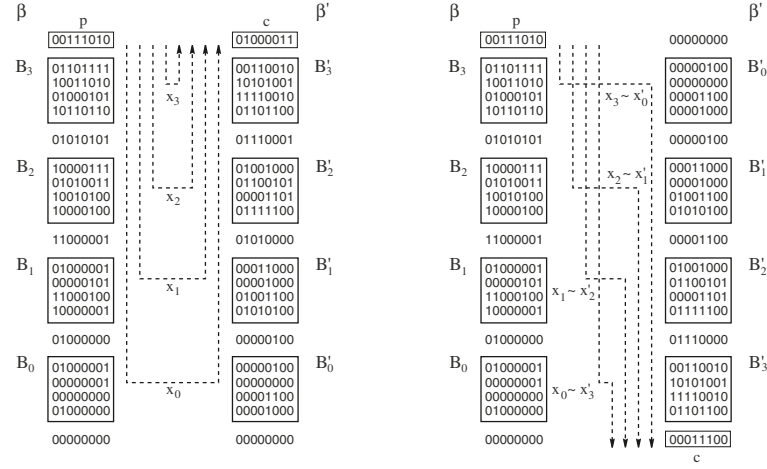 β p c β'
00111010 01000011
B3 01101111 00110010 B'3
10011010 10101001
01000101 11110010
10110110 01101100
x3
01010101 01110001
B2 10000111 01001000 B'2
01010011 01100101
10010100 00001101
10000100 01111100
x2
11000001 01010000
B1 01000001 00011000 B'1
00000101 00001000
11000100 01001100
10000001 01010100
x1
01000000 00000100
B0 01000001 00000100 B'0
00000001 00000000
00000000 00001100
01000000 00001000
x0
00000000 00000000
β p β'
00111010 00000000
B3 01101111 00000100 B'0
10011010 00000000
01000101 00001100
10110110 00001000
x3 ~ x'0
01010101 00000100
B2 10000111 00011000 B'1
01010011 00001000
10010100 01001100
10000100 01010100
x2 ~ x'1
11000001 00001100
B1 01000001 01001000 B'2
00000101 01100101
11000100 00001101
10000001 01111100
x1 ~ x'2
01000000 01110000
B0 01000001 00110010 B'3
00000001 10101001
00000000 11110010
01000000 01101100
x0 ~ x'3
00000000 00011100
c